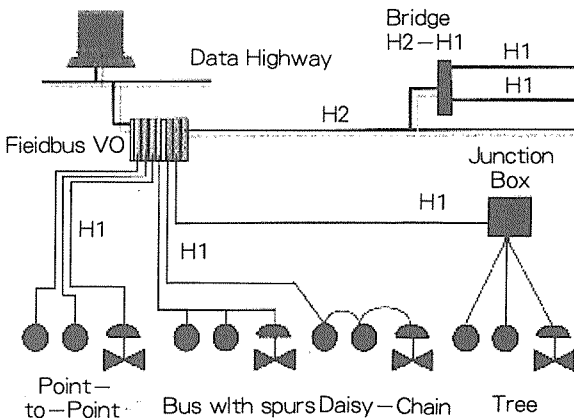 Bridge
H2-H1
H1
H1
Data Highway
H2
Fieidbus VO
Junction
Box
H1
H1
H1
Point-
to-Point
Bus wlth spurs
Daisy-Chain
Tree